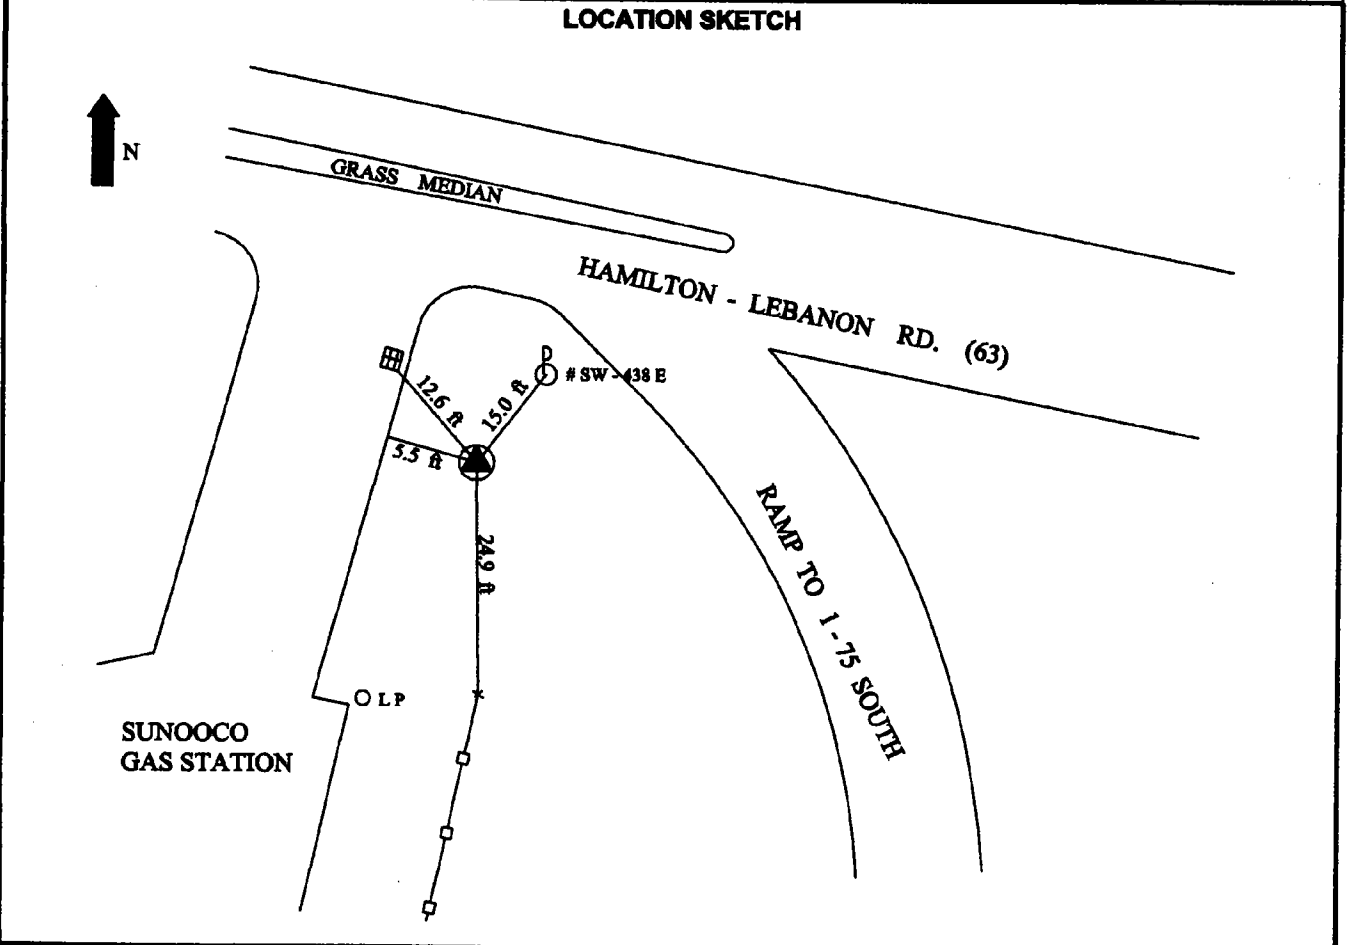 LOCATION SKETCH
N
GRASS MEDIAN
HAMILTON - LEBANON RD. (63)
# SW - 438 E
12.6 ft
15.0 ft
5.5 ft
24.9 ft
RAMP TO 1 - 75 SOUTH
L P
SUNOOCO
GAS STATION